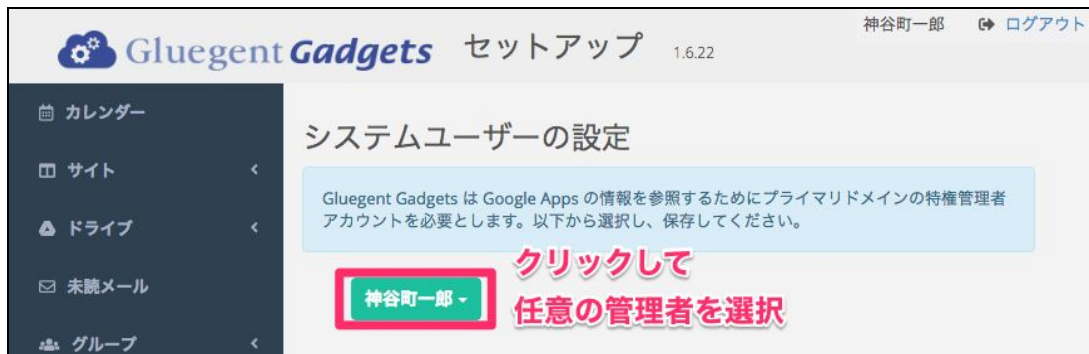 Gluegent Gadgets セットアップ 1.6.22
神谷町一郎 ログアウト
カレンダー
サイト
ドライブ
未読メール
グループ
システムユーザーの設定
Gluegent Gadgets は Google Apps の情報を参照するためにプライマリドメインの特権管理者
アカウントを必要とします。以下から選択し、保存してください。
神谷町一郎
クリックして
任意の管理者を選択